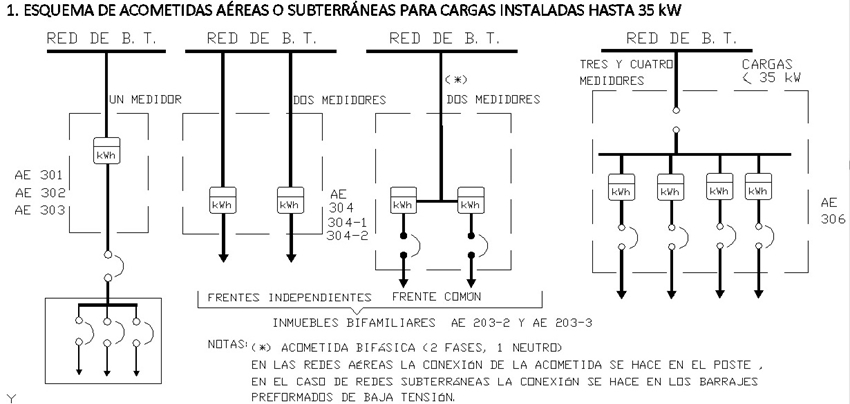 1. ESQUEMA DE ACOMETIDAS AÉREAS O SUBTERRÁNEAS PARA CARGAS INSTALADAS HASTA 35 kW
RED DE B. T.
RED DE B. T.
RED DE B. T.
RED DE B. T.
UN MEDIDOR
DOS MEDIDORES
(*)
DOS MEDIDORES
TRES Y CUATRO
MEDIDORES
CARGAS
< 35 kW
kWh
AE 301
AE 302
AE 303
kWh
kWh
AE
304
304-1
304-2
kWh
kWh
kWh
kWh
kWh
kWh
AE
306
FRENTES INDEPENDIENTES
FRENTE COMÚN
INMUEBLES BIFAMILIARES AE 203-2 Y AE 203-3
NOTAS: (*) ACOMETIDA BIFÁSICA (2 FASES, 1 NEUTRO)
EN LAS REDES AÉREAS LA CONEXIÓN DE LA ACOMETIDA SE HACE EN EL POSTE ,
EN EL CASO DE REDES SUBTERRÁNEAS LA CONEXIÓN SE HACE EN LOS BARRAJES
PREFORMADOS DE BAJA TENSIÓN.
Y